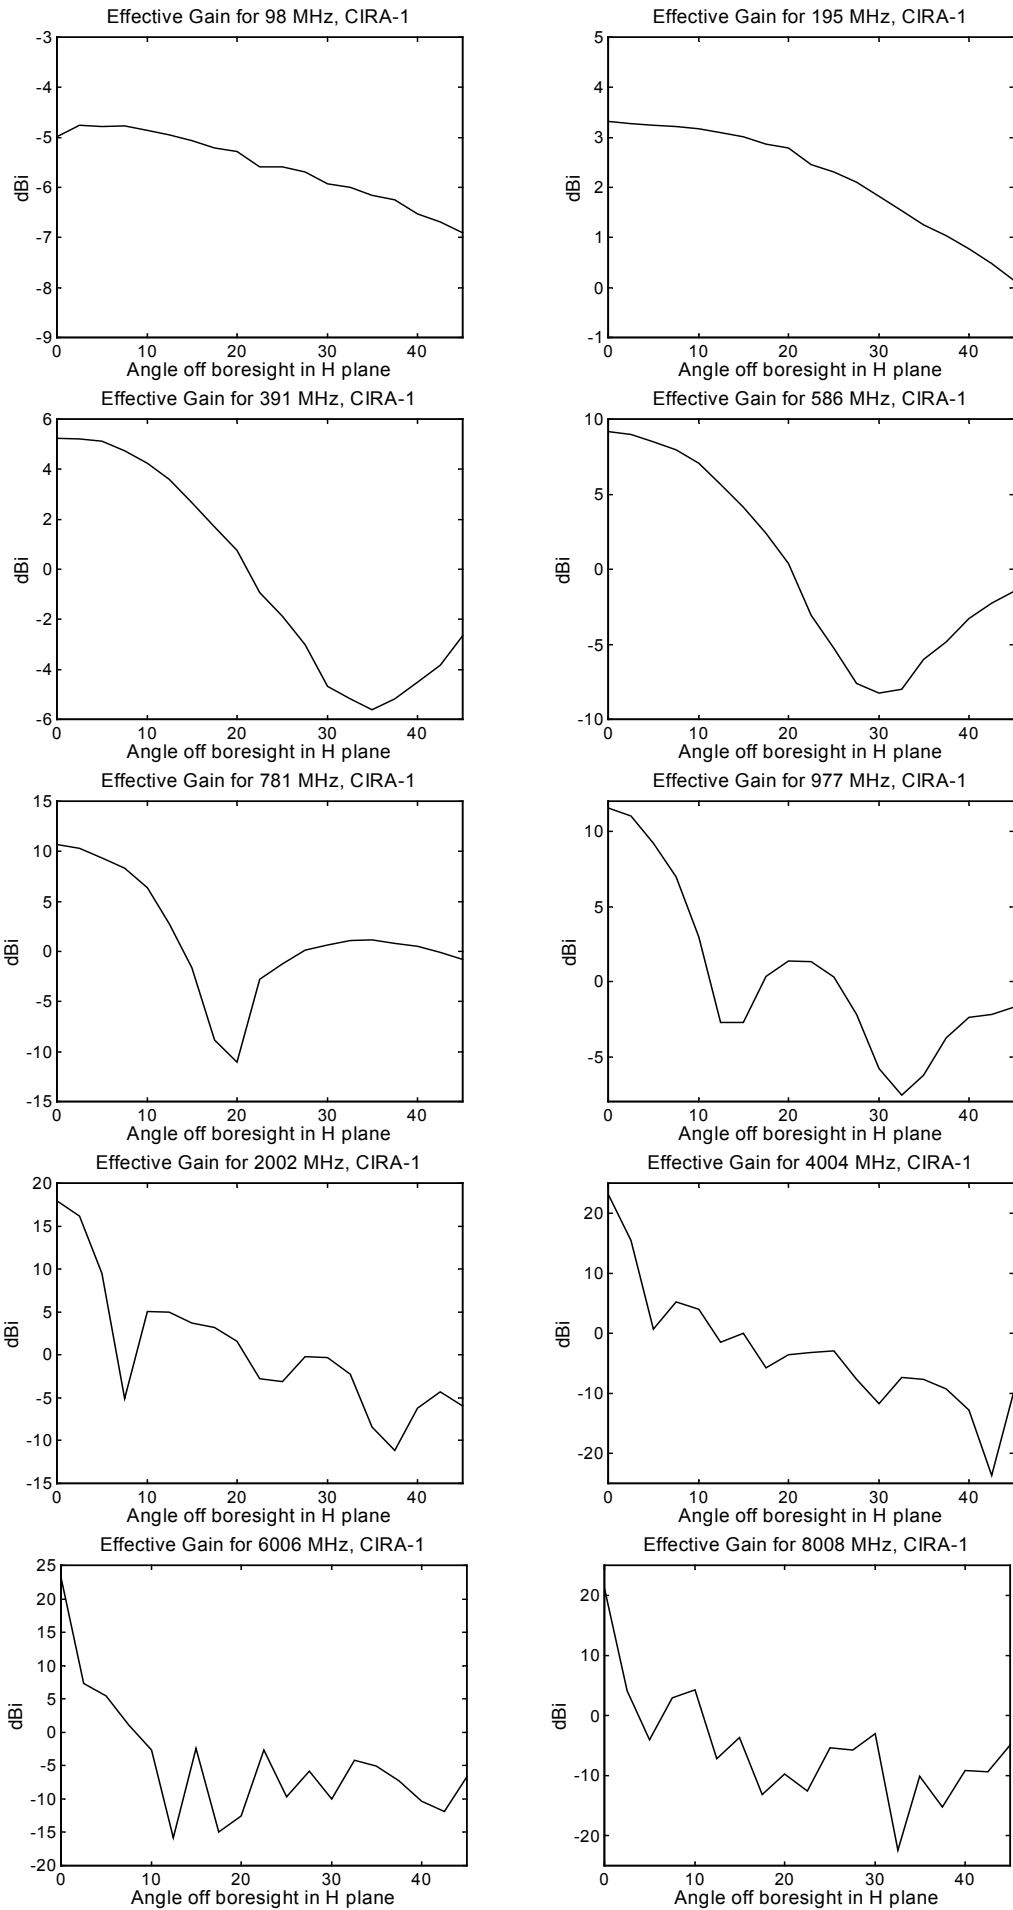 Effective Gain for 98 MHz, CIRA-1
-3
-4
-5
-6
-7
-8
-9
dBi
0 10 20 30 40
Angle off boresight in H plane
Effective Gain for 195 MHz, CIRA-1
5
4
3
2
1
0
-1
dBi
0 10 20 30 40
Angle off boresight in H plane
Effective Gain for 391 MHz, CIRA-1
6
4
2
0
-2
-4
-6
dBi
0 10 20 30 40
Angle off boresight in H plane
Effective Gain for 586 MHz, CIRA-1
10
5
0
-5
-10
dBi
0 10 20 30 40
Angle off boresight in H plane
Effective Gain for 781 MHz, CIRA-1
15
10
5
0
-5
-10
-15
dBi
0 10 20 30 40
Angle off boresight in H plane
Effective Gain for 977 MHz, CIRA-1
10
5
0
-5
dBi
0 10 20 30 40
Angle off boresight in H plane
Effective Gain for 2002 MHz, CIRA-1
20
15
10
5
0
-5
-10
-15
dBi
0 10 20 30 40
Angle off boresight in H plane
Effective Gain for 4004 MHz, CIRA-1
20
10
0
-10
-20
dBi
0 10 20 30 40
Angle off boresight in H plane
Effective Gain for 6006 MHz, CIRA-1
25
20
15
10
5
0
-5
-10
-15
-20
dBi
0 10 20 30 40
Angle off boresight in H plane
Effective Gain for 8008 MHz, CIRA-1
20
10
0
-10
-20
dBi
0 10 20 30 40
Angle off boresight in H plane